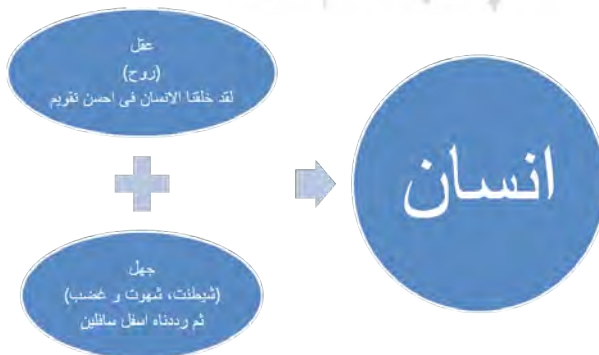 عقل
(روح)
لقد خلقنا الانسان فی احسن تقویم
جهل
(شیطنت، شهوت و غضب)
ثم رددناه اسفل سافلین
انسان